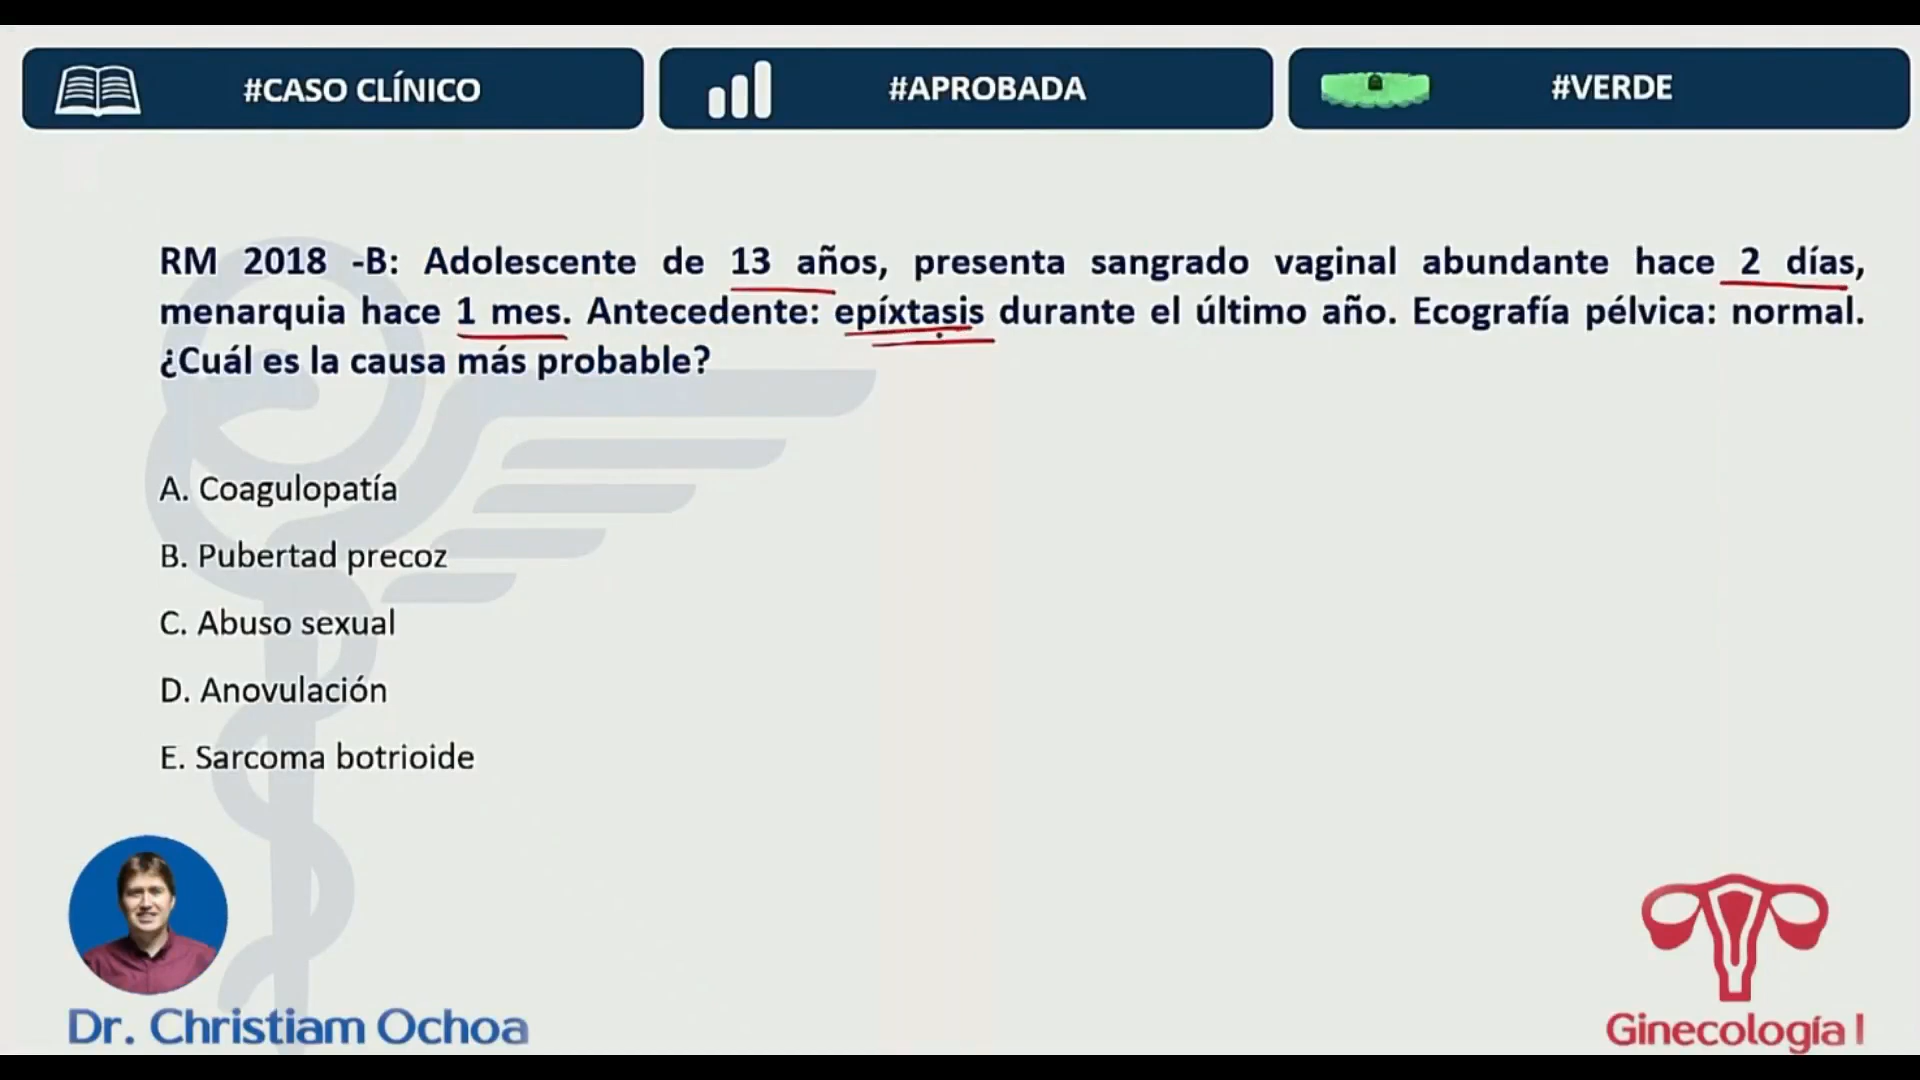 #CASO CLÍNICO
#APROBADA
#VERDE
RM 2018 -B: Adolescente de 13 años, presenta sangrado vaginal abundante hace 2 días,
menarquia hace 1 mes. Antecedente: epíxtasis durante el último año. Ecografía pélvica: normal.
¿Cuál es la causa más probable?
A. Coagulopatía
B. Pubertad precoz
C. Abuso sexual
D. Anovulación
E. Sarcoma botrioide
Dr. Christiam Ochoa
Ginecología I